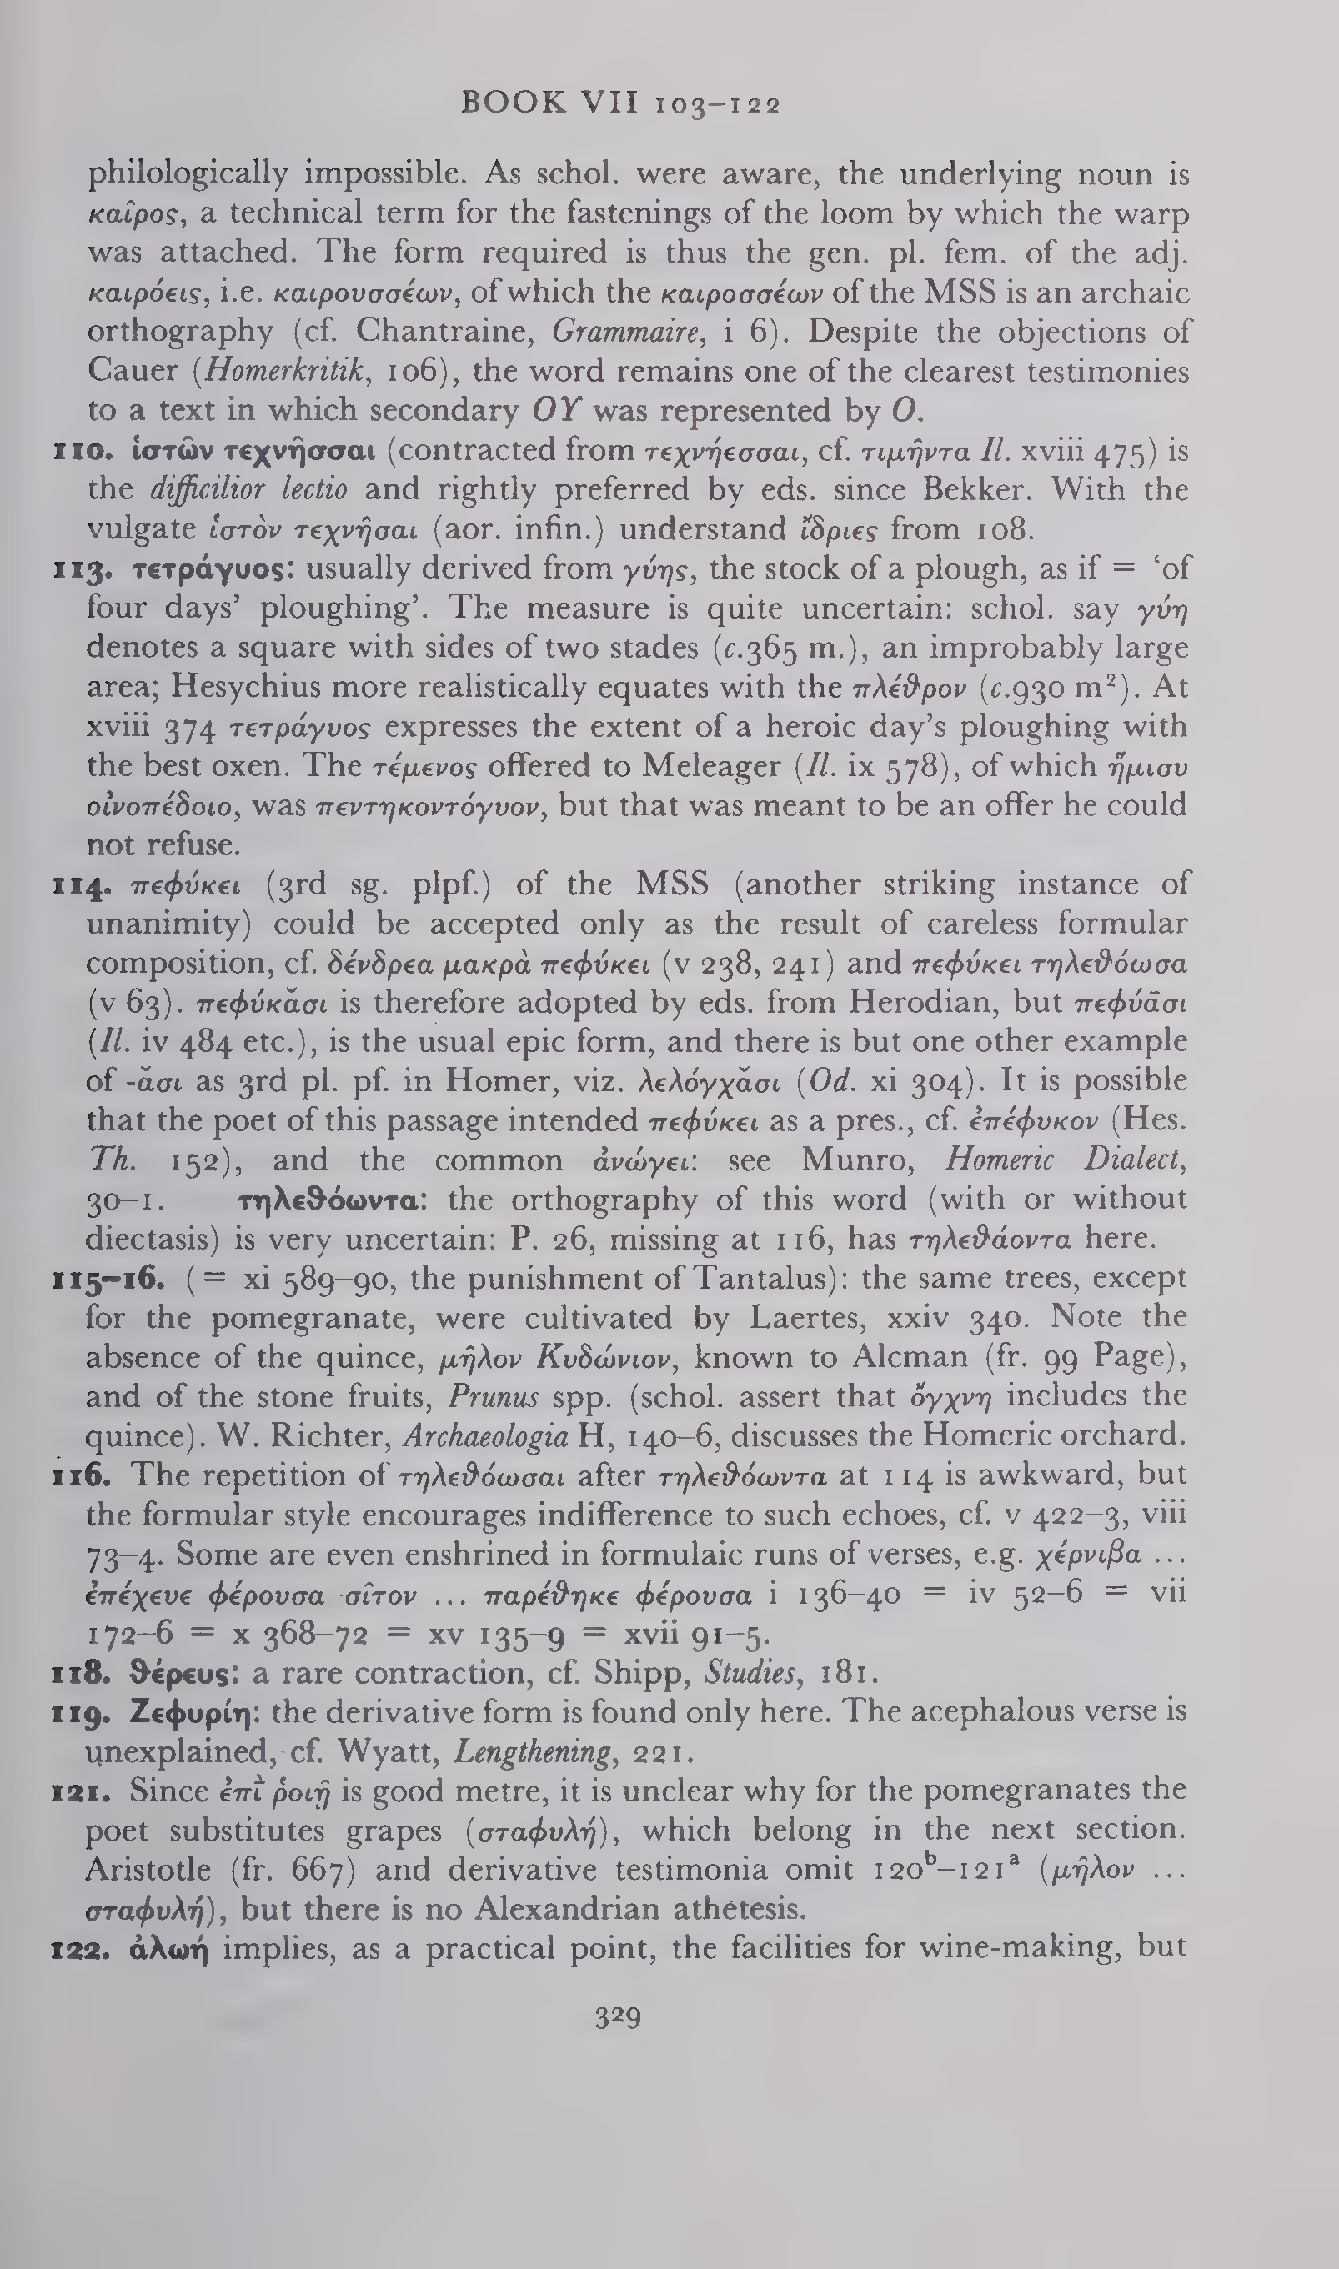 BOOK VII 103–122
philologically impossible. As schol. were aware, the underlying noun is
καῖρος, a technical term for the fastenings of the loom by which the warp
was attached. The form required is thus the gen. pl. fem. of the adj.
καιρόεις, i.e. καιρουσσέων, of which the καιροσσέων of the MSS is an archaic
orthography (cf. Chantraine, Grammaire, i 6). Despite the objections of
Cauer (Homerkritik, 106), the word remains one of the clearest testimonies
to a text in which secondary ΟΥ was represented by Ο.
110. ἱστῶν τεχνῆσσαι (contracted from τεχνήεσσαι, cf. τιμῆντα Il. xviii 475) is
the difficilior lectio and rightly preferred by eds. since Bekker. With the
vulgate ἱστὸν τεχνῆσαι (aor. infin.) understand ἴδριες from 108.
113. τετράγυος: usually derived from γύης, the stock of a plough, as if = ‘of
four days’ ploughing’. The measure is quite uncertain: schol. say γύη
denotes a square with sides of two stades (c.365 m.), an improbably large
area; Hesychius more realistically equates with the πλέϑρον (c.930 m²). At
xviii 374 τετράγυος expresses the extent of a heroic day’s ploughing with
the best oxen. The τέμενος offered to Meleager (Il. ix 578), of which ἥμισυ
οἰνοπέδοιο, was πεντηκοντόγυον, but that was meant to be an offer he could
not refuse.
114. πεφύκει (3rd sg. plpf.) of the MSS (another striking instance of
unanimity) could be accepted only as the result of careless formular
composition, cf. δένδρεα μακρὰ πεφύκει (v 238, 241) and πεφύκει τηλεϑόωσα
(v 63). πεφύκᾰσι is therefore adopted by eds. from Herodian, but πεφύᾱσι
(Il. iv 484 etc.), is the usual epic form, and there is but one other example
of -ᾰσι as 3rd pl. pf. in Homer, viz. λελόγχᾰσι (Od. xi 304). It is possible
that the poet of this passage intended πεφύκει as a pres., cf. ἐπέφυκον (Hes.
Th. 152), and the common ἀνώγει: see Munro, Homeric Dialect,
30–1. τηλεϑόωντα: the orthography of this word (with or without
diectasis) is very uncertain: P. 26, missing at 116, has τηλεϑάοντα here.
115–16. (= xi 589–90, the punishment of Tantalus): the same trees, except
for the pomegranate, were cultivated by Laertes, xxiv 340. Note the
absence of the quince, μῆλον Κυδώνιον, known to Alcman (fr. 99 Page),
and of the stone fruits, Prunus spp. (schol. assert that ὄγχνη includes the
quince). W. Richter, Archaeologia H, 140–6, discusses the Homeric orchard.
116. The repetition of τηλεϑόωσαι after τηλεϑόωντα at 114 is awkward, but
the formular style encourages indifference to such echoes, cf. v 422–3, viii
73–4. Some are even enshrined in formulaic runs of verses, e.g. χέρνιβα ...
ἐπέχευε φέρουσα σῖτον ... παρέϑηκε φέρουσα i 136–40 = iv 52–6 = vii
172–6 = x 368–72 = xv 135–9 = xvii 91–5.
118. ϑέρευς: a rare contraction, cf. Shipp, Studies, 181.
119. Ζεφυρίη: the derivative form is found only here. The acephalous verse is
unexplained, cf. Wyatt, Lengthening, 221.
121. Since ἐπῐ̀ ῥοιῇ is good metre, it is unclear why for the pomegranates the
poet substitutes grapes (σταφυλή), which belong in the next section.
Aristotle (fr. 667) and derivative testimonia omit 120ᵇ–121ᵃ (μῆλον ...
σταφυλή), but there is no Alexandrian athetesis.
122. ἀλωή implies, as a practical point, the facilities for wine-making, but
329